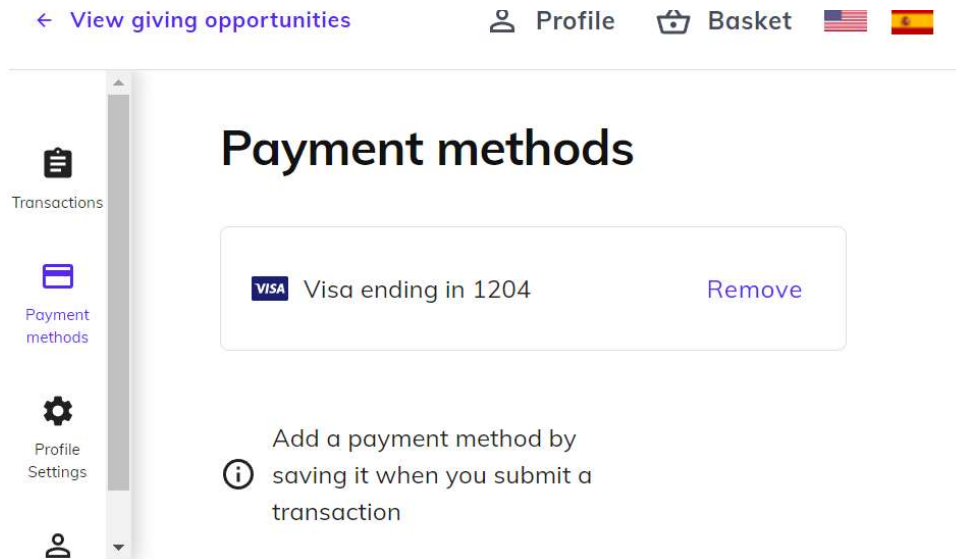 ← View giving opportunities
Profile
Basket
Transactions
Payment
methods
Profile
Settings
Payment methods
VISA Visa ending in 1204
Remove
Add a payment method by
saving it when you submit a
transaction